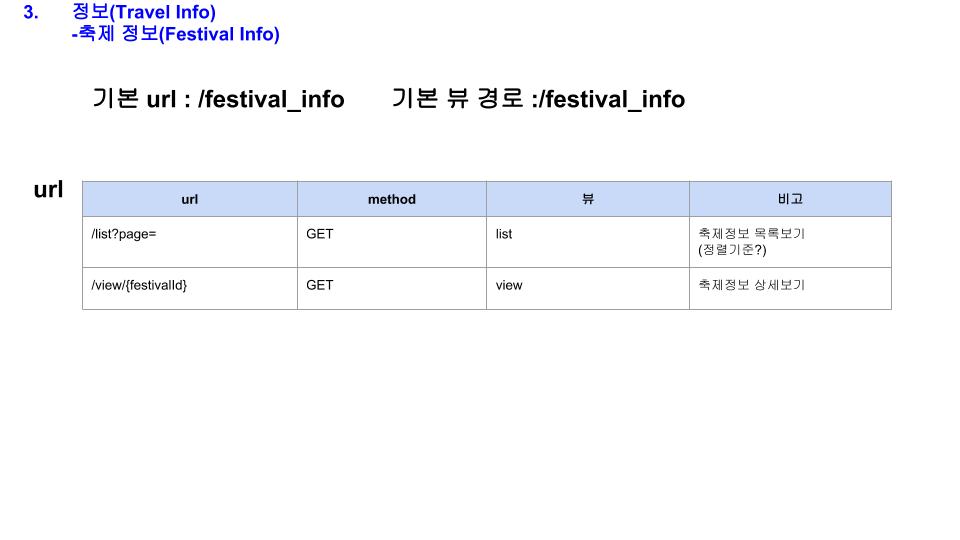 3. 정보(Travel Info)
-축제 정보(Festival Info)
기본 url : /festival_info 기본 뷰 경로 :/festival_info
url
url method 뷰 비고
/list?page= GET list 축제정보 목록보기
(정렬기준?)
/view/{festivalId} GET view 축제정보 상세보기